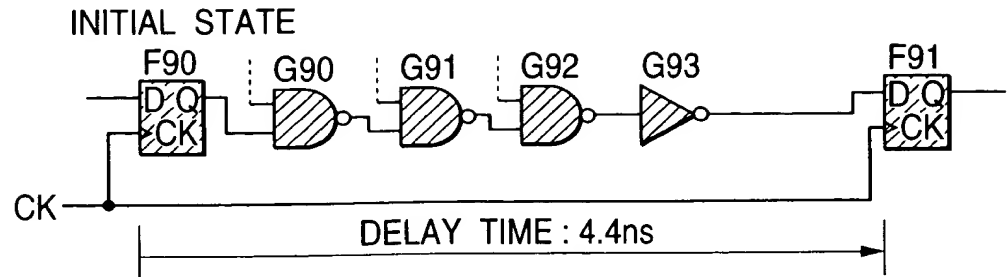 INITIAL STATE
F90 G90 G91 G92 G93 F91
D Q D Q
CK CK
CK
DELAY TIME : 4.4ns